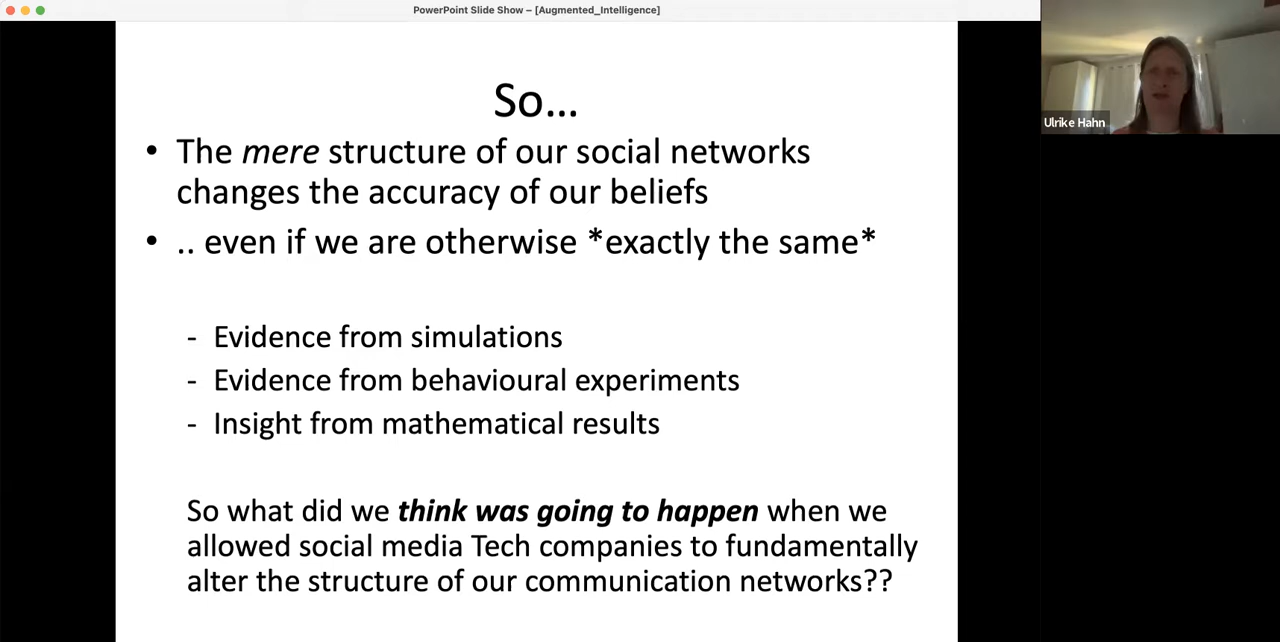 PowerPoint Slide Show – [Augmented_Intelligence]
So...
• The mere structure of our social networks
changes the accuracy of our beliefs
• .. even if we are otherwise *exactly the same*
- Evidence from simulations
- Evidence from behavioural experiments
- Insight from mathematical results
So what did we think was going to happen when we
allowed social media Tech companies to fundamentally
alter the structure of our communication networks??
Ulrike Hahn